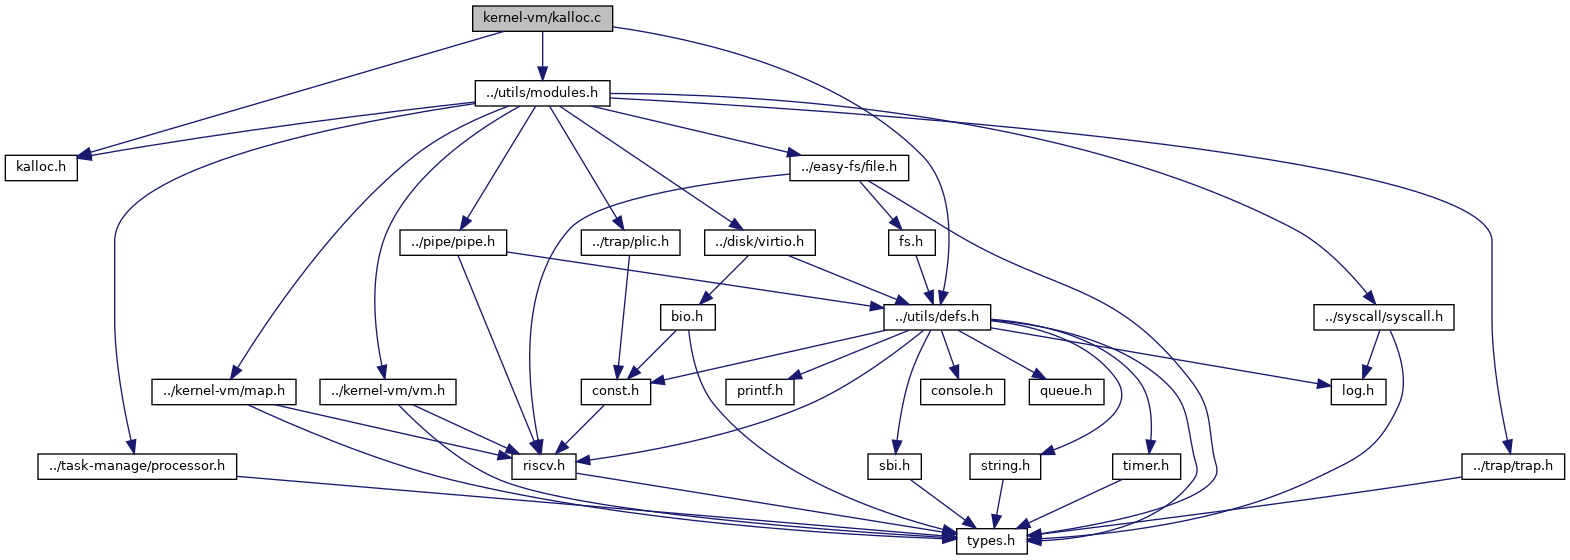 kernel-vm/kalloc.c
../utils/modules.h
kalloc.h
../easy-fs/file.h
../pipe/pipe.h
../trap/plic.h
../disk/virtio.h
fs.h
bio.h
../utils/defs.h
../syscall/syscall.h
../kernel-vm/map.h
../kernel-vm/vm.h
const.h
printf.h
console.h
queue.h
log.h
../task-manage/processor.h
riscv.h
sbi.h
string.h
timer.h
../trap/trap.h
types.h